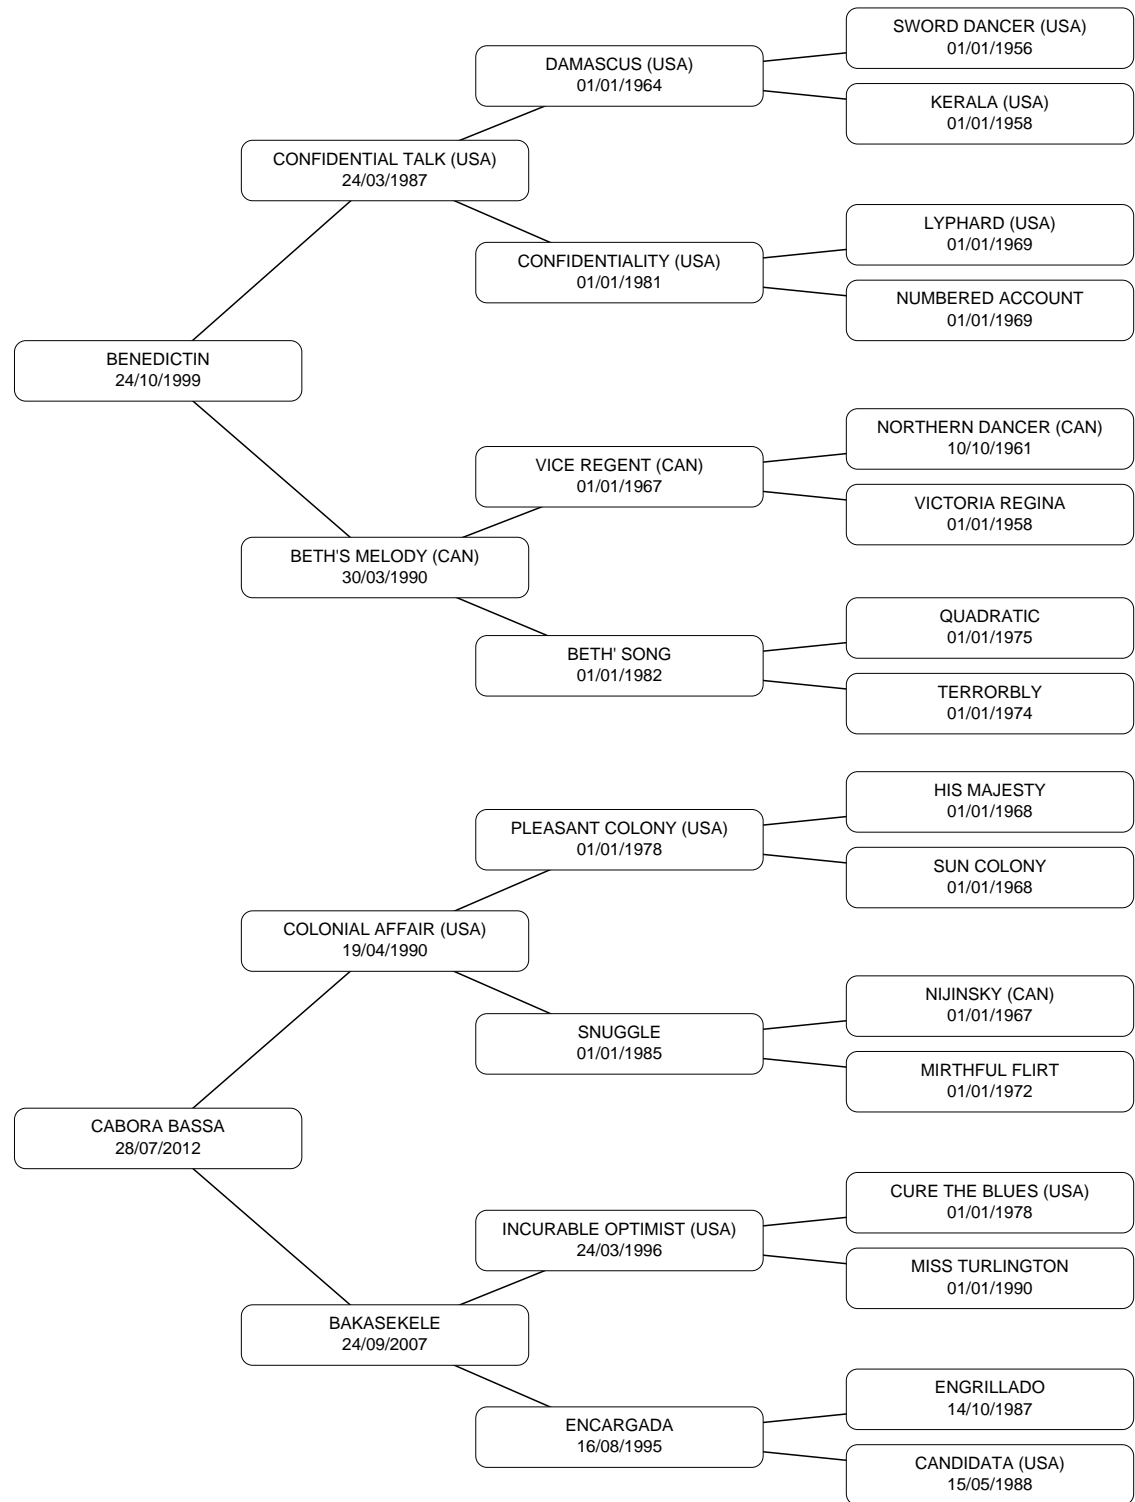 SWORD DANCER (USA)
01/01/1956
DAMASCUS (USA)
01/01/1964
KERALA (USA)
01/01/1958
CONFIDENTIAL TALK (USA)
24/03/1987
LYPHARD (USA)
01/01/1969
CONFIDENTIALITY (USA)
01/01/1981
NUMBERED ACCOUNT
01/01/1969
BENEDICTIN
24/10/1999
NORTHERN DANCER (CAN)
10/10/1961
VICE REGENT (CAN)
01/01/1967
VICTORIA REGINA
01/01/1958
BETH'S MELODY (CAN)
30/03/1990
QUADRATIC
01/01/1975
BETH' SONG
01/01/1982
TERRORBLY
01/01/1974
HIS MAJESTY
01/01/1968
PLEASANT COLONY (USA)
01/01/1978
SUN COLONY
01/01/1968
COLONIAL AFFAIR (USA)
19/04/1990
NIJINSKY (CAN)
01/01/1967
SNUGGLE
01/01/1985
MIRTHFUL FLIRT
01/01/1972
CABORA BASSA
28/07/2012
CURE THE BLUES (USA)
01/01/1978
INCURABLE OPTIMIST (USA)
24/03/1996
MISS TURLINGTON
01/01/1990
BAKASEKELE
24/09/2007
ENGRILLADO
14/10/1987
ENCARGADA
16/08/1995
CANDIDATA (USA)
15/05/1988